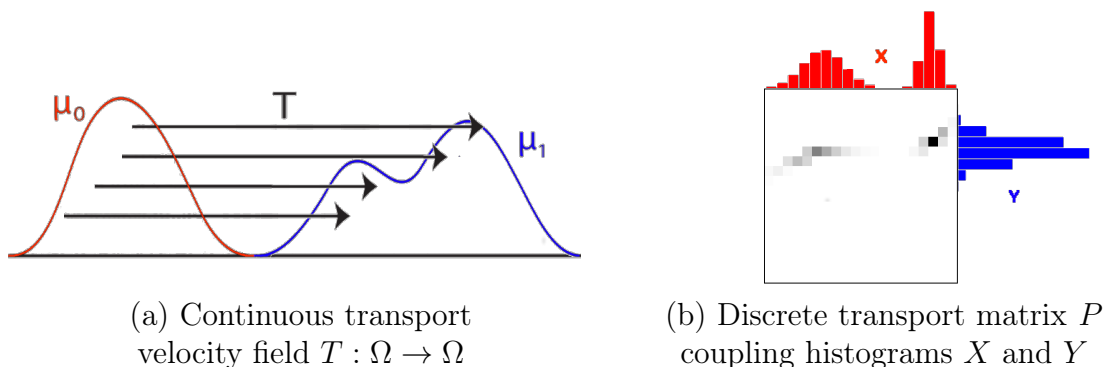 μ₀
T
μ₁
X
Y
(a) Continuous transport
velocity field T : Ω → Ω
(b) Discrete transport matrix P
coupling histograms X and Y